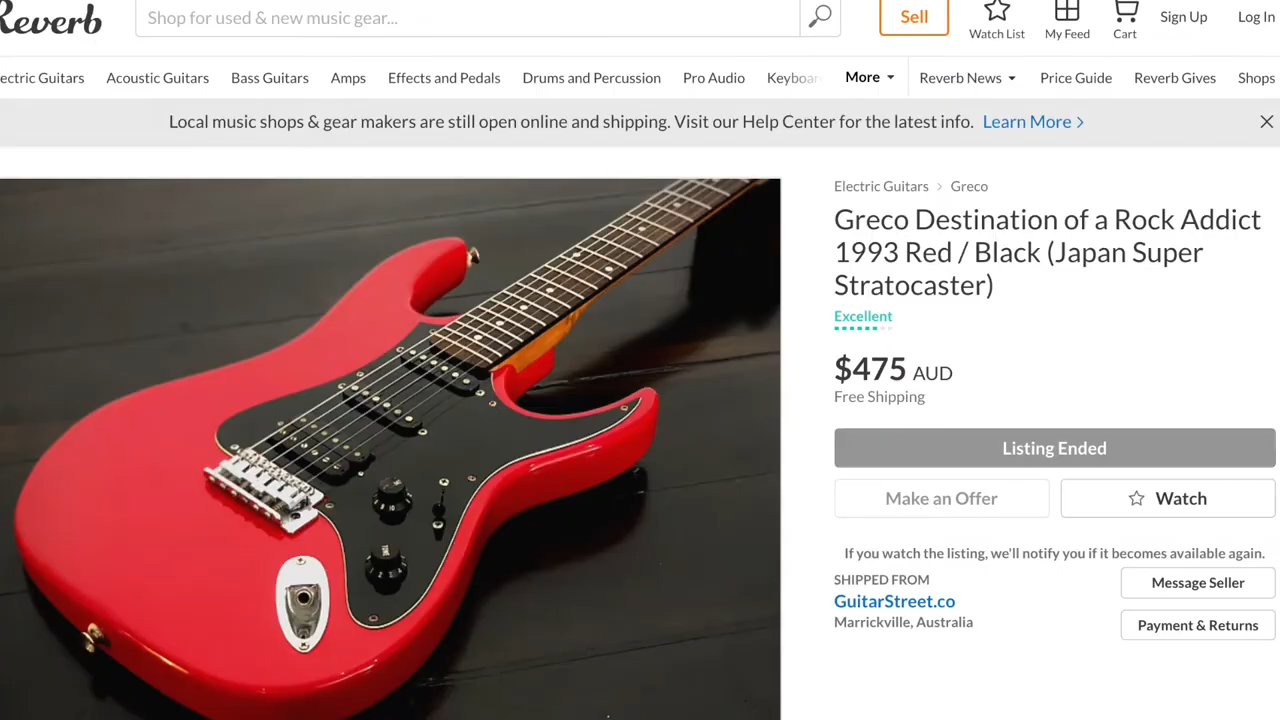 Reverb
Shop for used & new music gear...
Sell
Watch List
My Feed
Cart
Sign Up
Log In
ectric Guitars
Acoustic Guitars
Bass Guitars
Amps
Effects and Pedals
Drums and Percussion
Pro Audio
Keyboar
More
Reverb News
Price Guide
Reverb Gives
Shops
Local music shops & gear makers are still open online and shipping. Visit our Help Center for the latest info. Learn More >
Electric Guitars > Greco
Greco Destination of a Rock Addict
1993 Red / Black (Japan Super
Stratocaster)
Excellent
$475 AUD
Free Shipping
Listing Ended
Make an Offer
Watch
If you watch the listing, we'll notify you if it becomes available again.
SHIPPED FROM
GuitarStreet.co
Marrickville, Australia
Message Seller
Payment & Returns